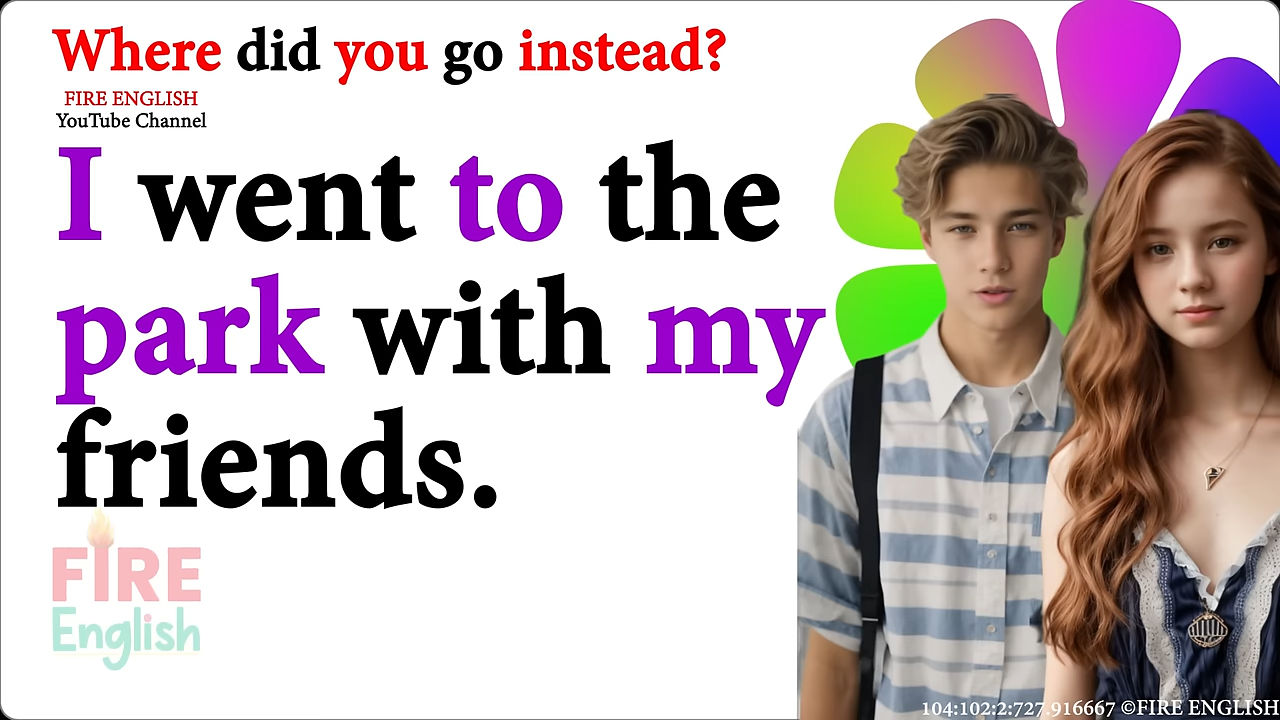 Where did you go instead?
FIRE ENGLISH
YouTube Channel
I went to the
park with my
friends.
FIRE
English
104:102:2:727.916667 ©FIRE ENGLISH